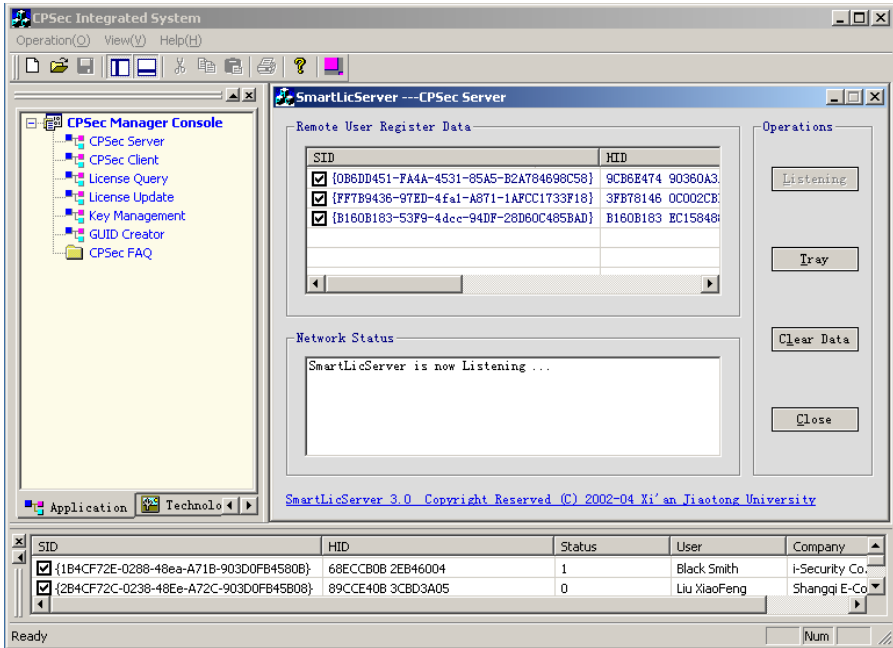 CPSec Integrated System
Operation(O) View(V) Help(H)
CPSec Manager Console
CPSec Server
CPSec Client
License Query
License Update
Key Management
GUID Creator
CPSec FAQ
Application Technolo
SmartLicServer ---CPSec Server
Remote User Register Data
SID HID
{0B6DD451-FA4A-4531-85A5-B2A784698C58} 9CB6E474 90360A3
{FF7B9436-97ED-4fa1-A871-1AFCC1733F18} 3FB78146 0C002CB
{B160B183-53F9-4dcc-94DF-28D60C485BAD} B160B183 EC15848
Network Status
SmartLicServer is now Listening ...
Operations
Listening
Tray
Clear Data
Close
SmartLicServer 3.0 Copyright Reserved (C) 2002-04 Xi'an Jiaotong University
SID HID Status User Company
{1B4CF72E-0288-48ea-A71B-903D0FB4580B} 68ECCB0B 2EB46004 1 Black Smith i-Security Co.
{2B4CF72C-0238-48Ee-A72C-903D0FB45B08} 89CCE40B 3CBD3A05 0 Liu XiaoFeng Shangqi E-Co
Ready Num